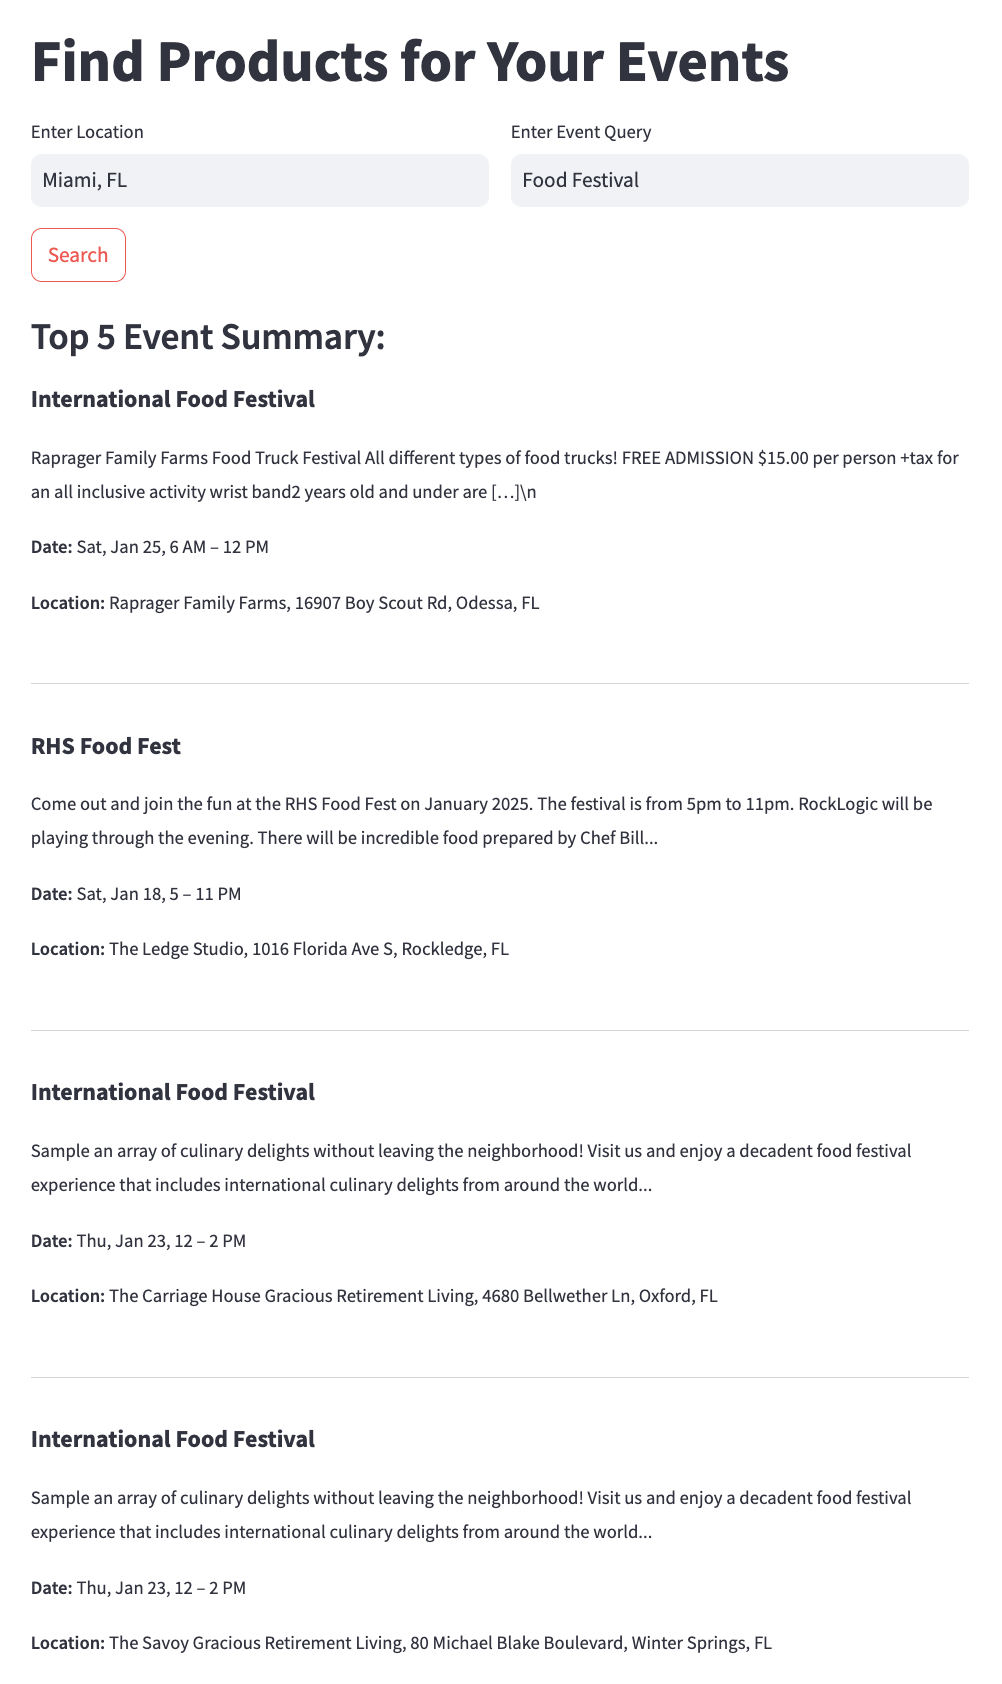 Find Products for Your Events
Enter Location
Enter Event Query
Miami, FL
Food Festival
Search
Top 5 Event Summary:
International Food Festival
Raprager Family Farms Food Truck Festival All different types of food trucks! FREE ADMISSION $15.00 per person +tax for
an all inclusive activity wrist band2 years old and under are […]\n
Date: Sat, Jan 25, 6 AM – 12 PM
Location: Raprager Family Farms, 16907 Boy Scout Rd, Odessa, FL
RHS Food Fest
Come out and join the fun at the RHS Food Fest on January 2025. The festival is from 5pm to 11pm. RockLogic will be
playing through the evening. There will be incredible food prepared by Chef Bill...
Date: Sat, Jan 18, 5 – 11 PM
Location: The Ledge Studio, 1016 Florida Ave S, Rockledge, FL
International Food Festival
Sample an array of culinary delights without leaving the neighborhood! Visit us and enjoy a decadent food festival
experience that includes international culinary delights from around the world...
Date: Thu, Jan 23, 12 – 2 PM
Location: The Carriage House Gracious Retirement Living, 4680 Bellwether Ln, Oxford, FL
International Food Festival
Sample an array of culinary delights without leaving the neighborhood! Visit us and enjoy a decadent food festival
experience that includes international culinary delights from around the world...
Date: Thu, Jan 23, 12 – 2 PM
Location: The Savoy Gracious Retirement Living, 80 Michael Blake Boulevard, Winter Springs, FL